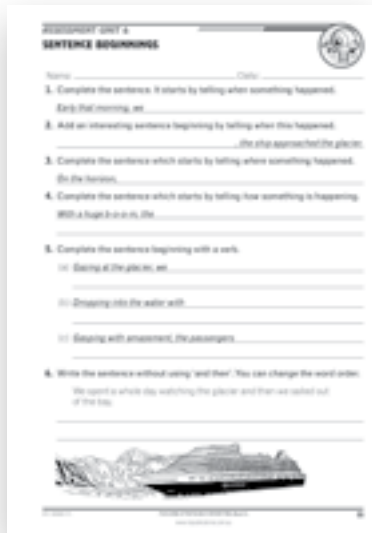 ASSESSMENT UNIT 6
SENTENCE BEGINNINGS
Name: Date:
1. Complete the sentence. It starts by telling when something happened.
Early that morning, we
2. Add an interesting sentence beginning by telling when this happened.
, the ship approached the glacier.
3. Complete the sentence which starts by telling where something happened.
On the horizon,
4. Complete the sentence which starts by telling how something is happening.
With a huge b-o-o-m, the
5. Complete the sentence beginning with a verb.
(a) Gazing at the glacier, we
(b) Dropping into the water with
(c) Gasping with amazement, the passengers
6. Write the sentence without using 'and then'. You can change the word order.
We spent a whole day watching the glacier and then we sailed out
of the bay.